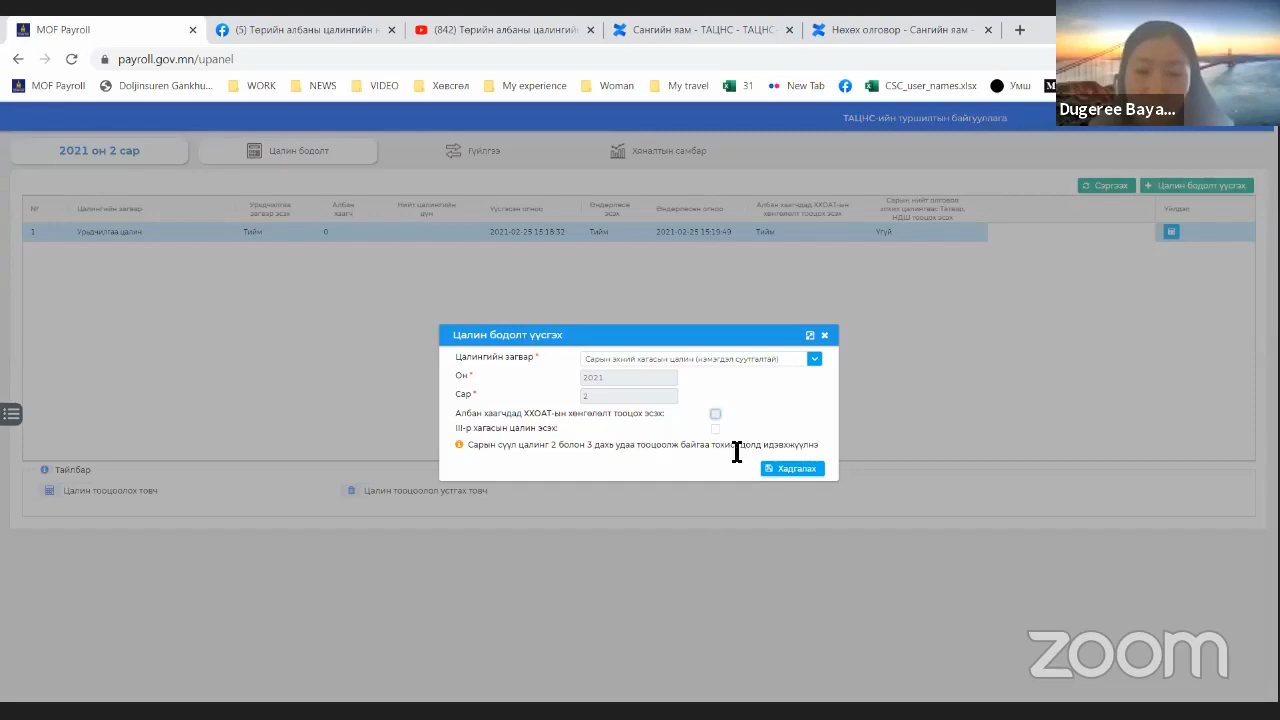 MOF Payroll
(5) Төрийн албаны цалингийн н
(842) Төрийн албаны цалингийг
Сангийн яам - ТАЦНС - ТАЦНС-
Нөхөх олговор - Сангийн яам -
payroll.gov.mn/upanel
MOF Payroll
Doljinsuren Gankhu...
WORK
NEWS
VIDEO
Хөвсгөл
My experience
Woman
My travel
31
New Tab
CSC_user_names.xlsx
Умш
Dugeree Baya...
ТАЦНС-ийн туршилтын байгууллага
2021 он 2 сар
Цалин бодолт
Гүйлгээ
Хяналтын самбар
Сэргээх
Цалин бодолт үүсгэх
№
Цалингийн загвар
Урьдчилгаа загвар эсэх
Албан хаагч
Нийт цалингийн дүн
Үүсгэсэн огноо
Өндөрлөсөн эсэх
Өндөрлөсөн огноо
Албан хаагчдад ХХОАТ-ын хөнгөлөлт тооцох эсэх
Сарын нийт олговол зохих цалингаас Татвар, НДШ тооцох эсэх
Үйлдэл
1
Урьдчилгаа цалин
Тийм
0
2021-02-25 15:18:32
Тийм
2021-02-25 15:19:49
Тийм
Үгүй
Цалин бодолт үүсгэх
Цалингийн загвар *
Сарын эхний хагасын цалин (нэмэгдэл суутгалтай)
Он *
2021
Сар *
2
Албан хаагчдад ХХОАТ-ын хөнгөлөлт тооцох эсэх:
III-р хагасын цалин эсэх:
Сарын сүүл цалинг 2 болон 3 дахь удаа тооцоолж байгаа тохиолдолд идэвхжүүлнэ
Хадгалах
Тайлбар
Цалин тооцоолох товч
Цалин тооцоолол устгах товч
zoom